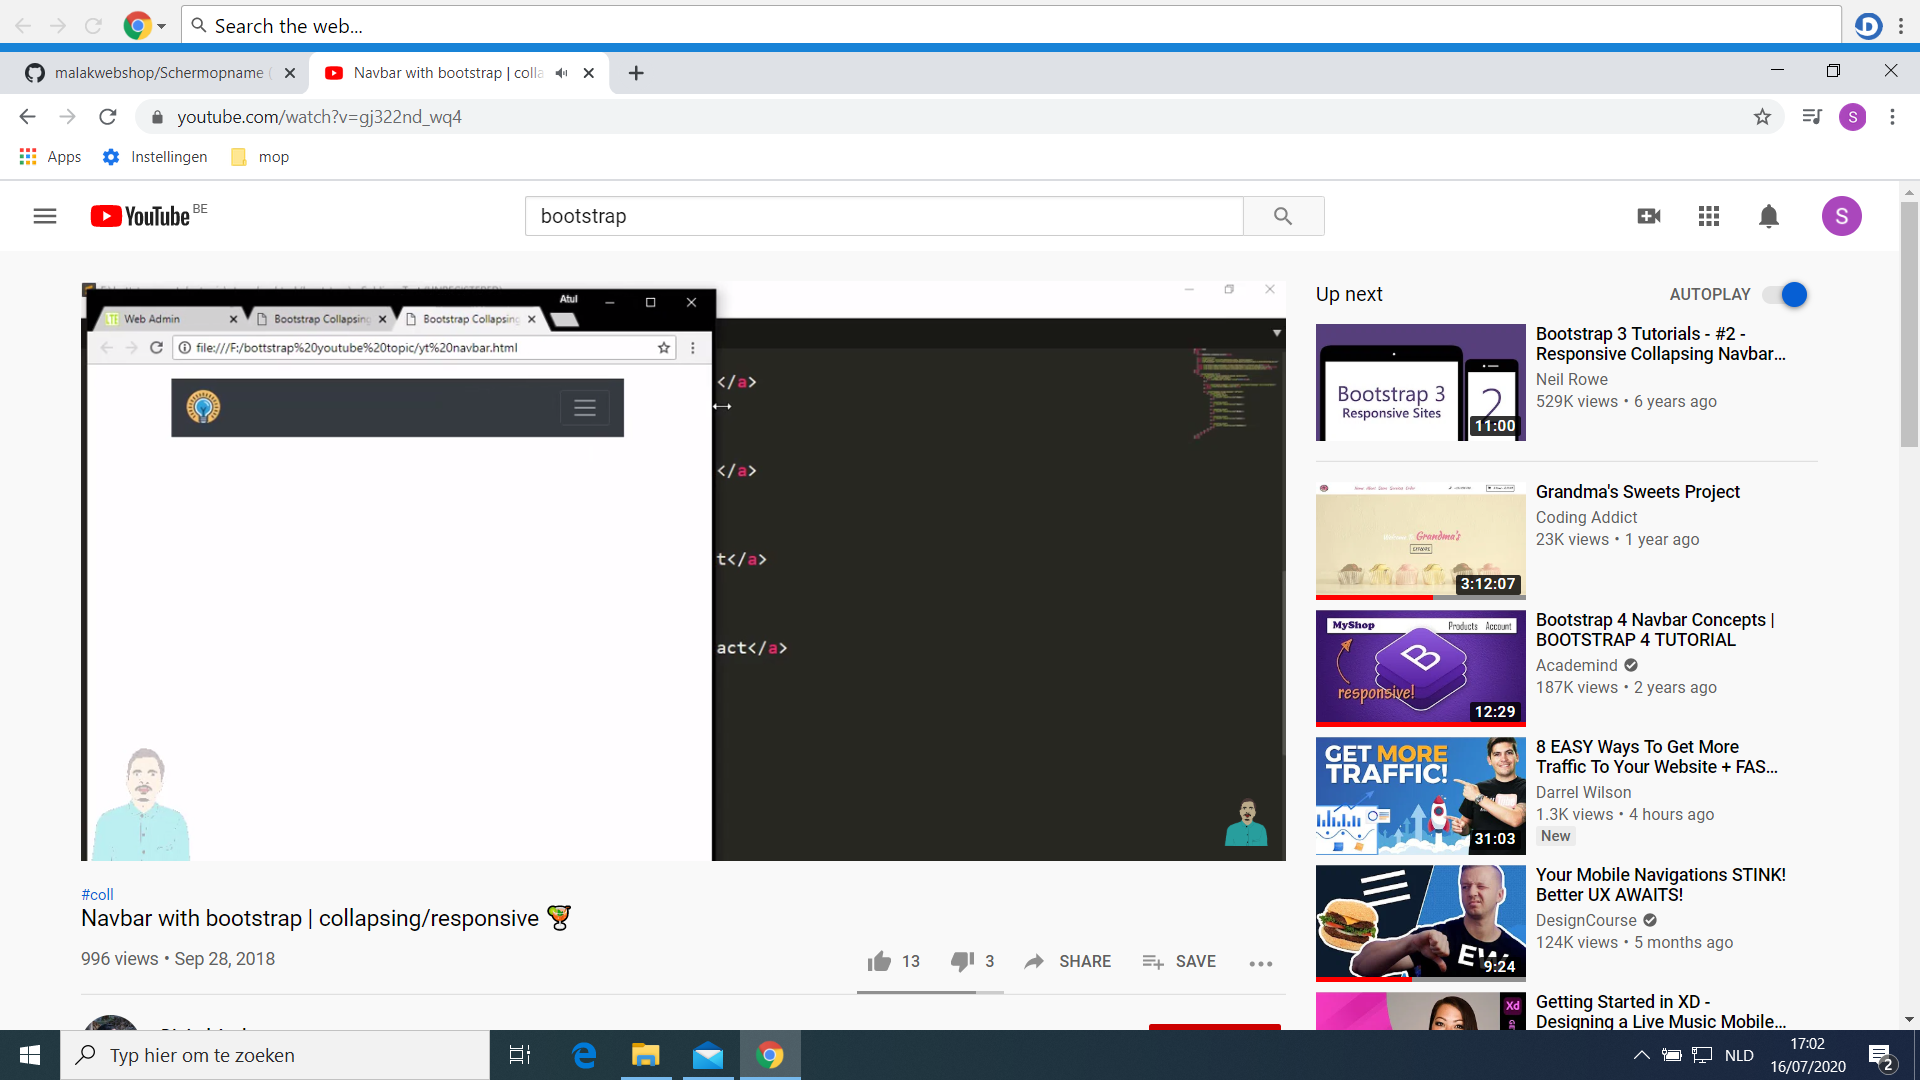 Search the web...
malakwebshop/Schermopname (
Navbar with bootstrap | colla
youtube.com/watch?v=gj322nd_wq4
S
Apps
Instellingen
mop
YouTube BE
bootstrap
S
Atul
Web Admin
Bootstrap Collapsing
Bootstrap Collapsing
file:///F:/bottstrap%20youtube%20topic/yt%20navbar.html
</a>
</a>
t</a>
act</a>
#coll
Navbar with bootstrap | collapsing/responsive 🍹
996 views • Sep 28, 2018
13
3
SHARE
SAVE
Up next
AUTOPLAY
Bootstrap 3
Responsive Sites
2
11:00
Bootstrap 3 Tutorials - #2 -
Responsive Collapsing Navbar...
Neil Rowe
529K views • 6 years ago
Grandma's
3:12:07
Grandma's Sweets Project
Coding Addict
23K views • 1 year ago
MyShop
Products Account
B
responsive!
12:29
Bootstrap 4 Navbar Concepts |
BOOTSTRAP 4 TUTORIAL
Academind
187K views • 2 years ago
GET MORE
TRAFFIC!
31:03
8 EASY Ways To Get More
Traffic To Your Website + FAS...
Darrel Wilson
1.3K views • 4 hours ago
New
EW
9:24
Your Mobile Navigations STINK!
Better UX AWAITS!
DesignCourse
124K views • 5 months ago
Xd
Getting Started in XD -
Designing a Live Music Mobile...
Typ hier om te zoeken
NLD
17:02
16/07/2020
2